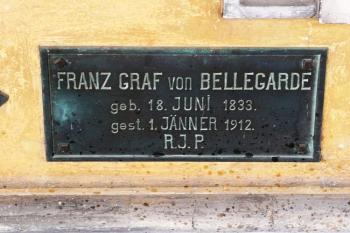 FRANZ GRAF von BELLEGARDE
geb. 18. JUNI 1833.
gest. 1. JÄNNER 1912.
R.J.P.